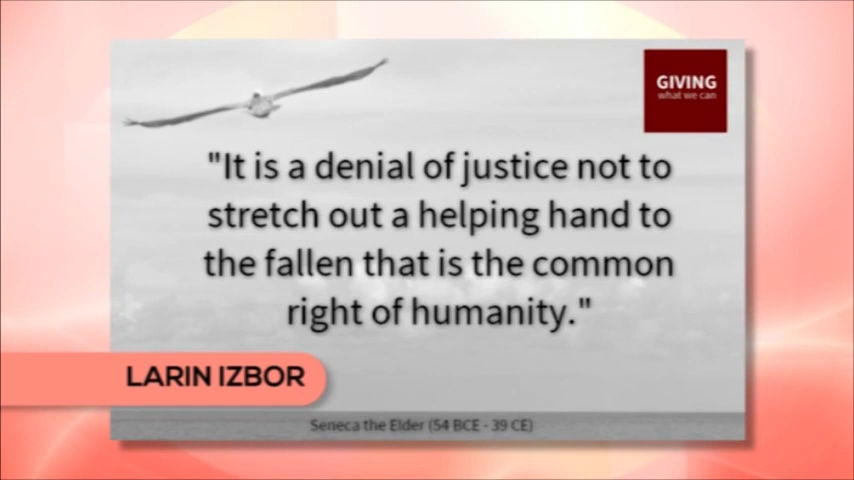 GIVING
what we can
"It is a denial of justice not to
stretch out a helping hand to
the fallen that is the common
right of humanity."
LARIN IZBOR
Seneca the Elder (54 BCE - 39 CE)